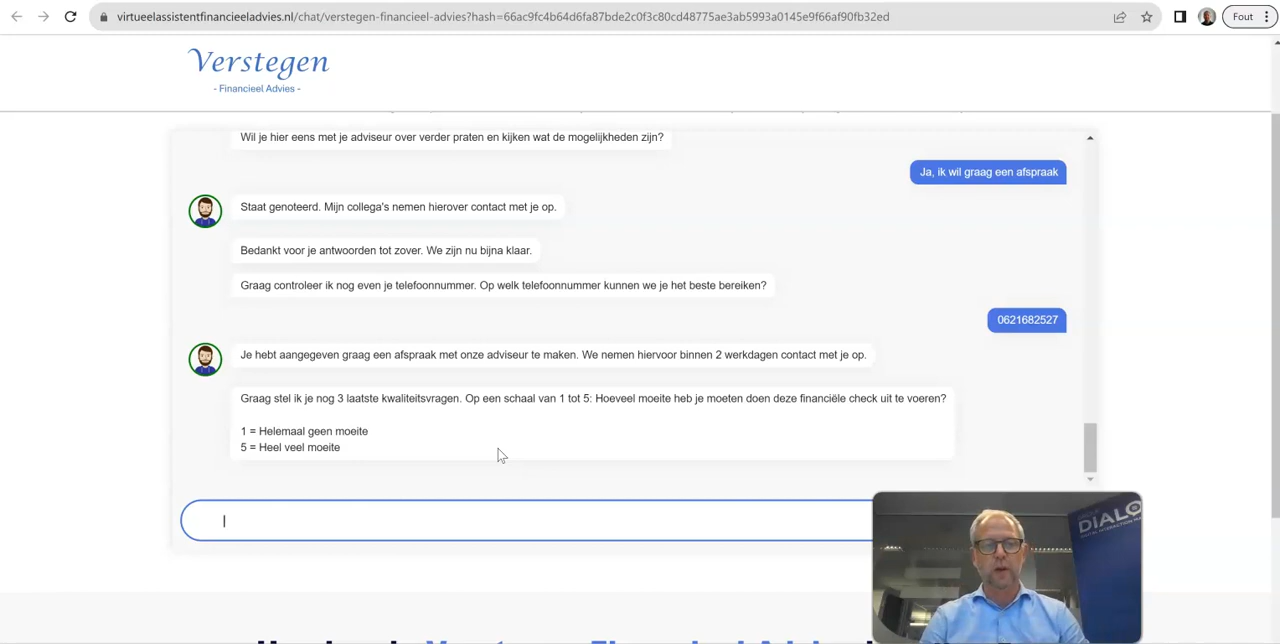 virtueelassistentfinancieeladvies.nl/chat/verstegen-financieel-advies?hash=66ac9fc4b64d6fa87bde2c0f3c80cd48775ae3ab5993a0145e9f66af90fb32ed
Fout
Verstegen
- Financieel Advies -
Wil je hier eens met je adviseur over verder praten en kijken wat de mogelijkheden zijn?
Ja, ik wil graag een afspraak
Staat genoteerd. Mijn collega's nemen hierover contact met je op.
Bedankt voor je antwoorden tot zover. We zijn nu bijna klaar.
Graag controleer ik nog even je telefoonnummer. Op welk telefoonnummer kunnen we je het beste bereiken?
0621682527
Je hebt aangegeven graag een afspraak met onze adviseur te maken. We nemen hiervoor binnen 2 werkdagen contact met je op.
Graag stel ik je nog 3 laatste kwaliteitsvragen. Op een schaal van 1 tot 5: Hoeveel moeite heb je moeten doen deze financiële check uit te voeren?
1 = Helemaal geen moeite
5 = Heel veel moeite
DIALO